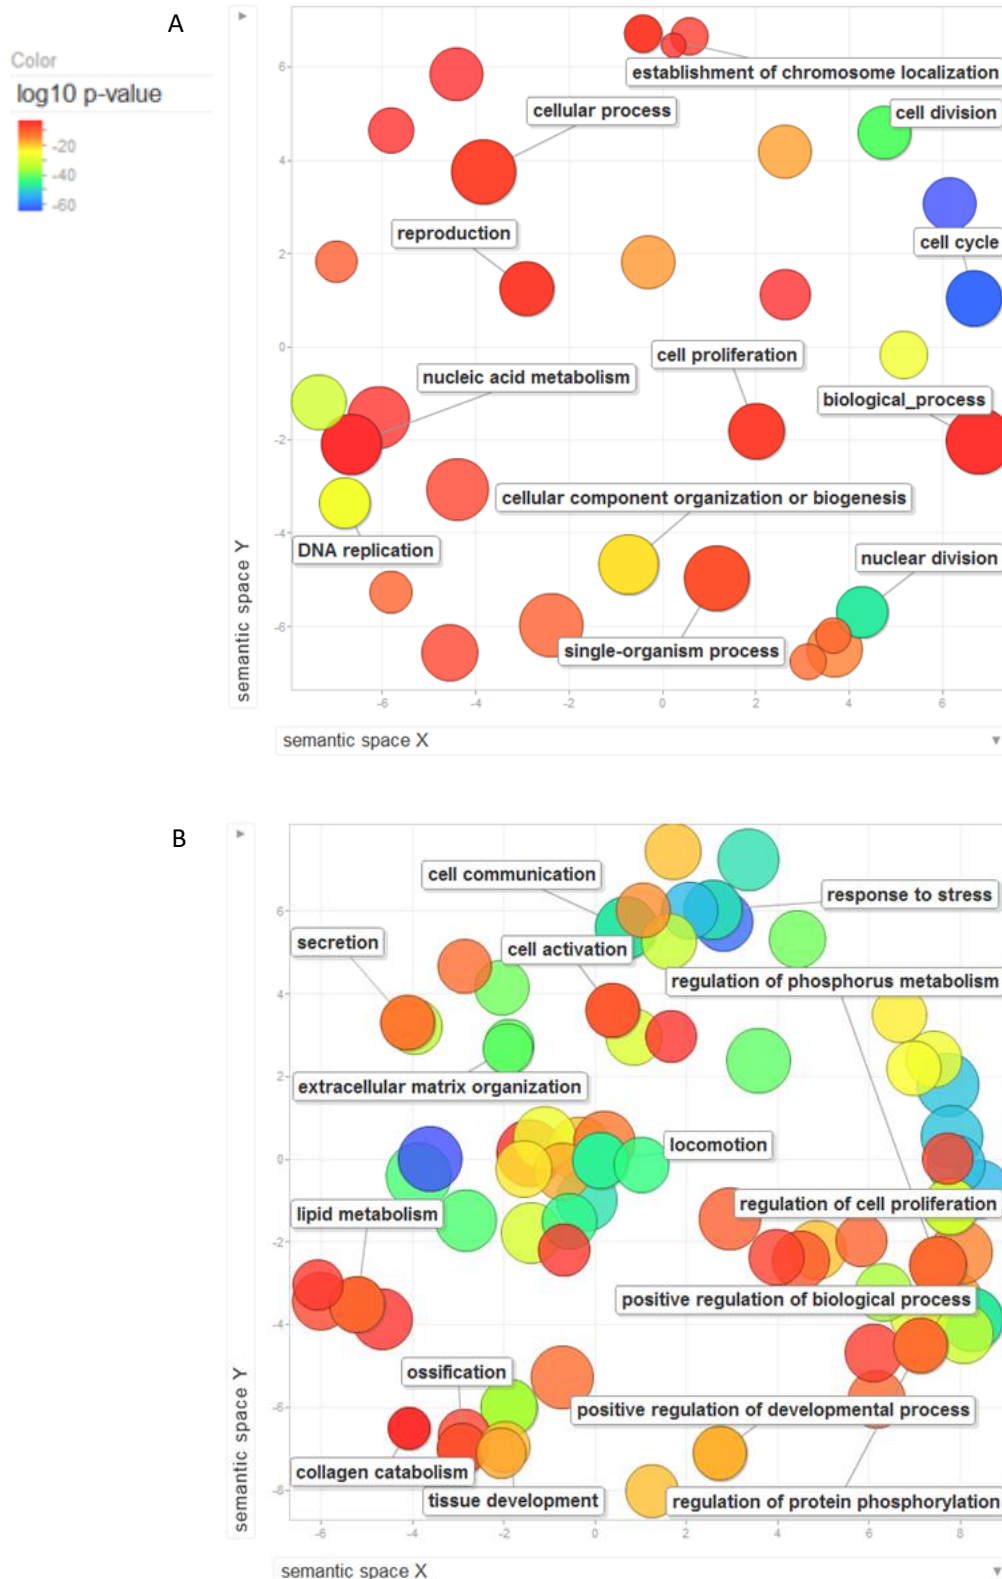 A
Color
log10 p-value
-20
-40
-60
semantic space Y
6
4
2
0
-2
-4
-6
establishment of chromosome localization
cellular process
cell division
reproduction
cell cycle
cell proliferation
nucleic acid metabolism
biological_process
cellular component organization or biogenesis
DNA replication
nuclear division
single-organism process
-6
-4
-2
0
2
4
6
semantic space X
B
semantic space Y
6
4
2
0
-2
-4
-6
-8
cell communication
response to stress
secretion
cell activation
regulation of phosphorus metabolism
extracellular matrix organization
locomotion
regulation of cell proliferation
lipid metabolism
positive regulation of biological process
ossification
positive regulation of developmental process
collagen catabolism
tissue development
regulation of protein phosphorylation
-6
-4
-2
0
2
4
6
8
semantic space X